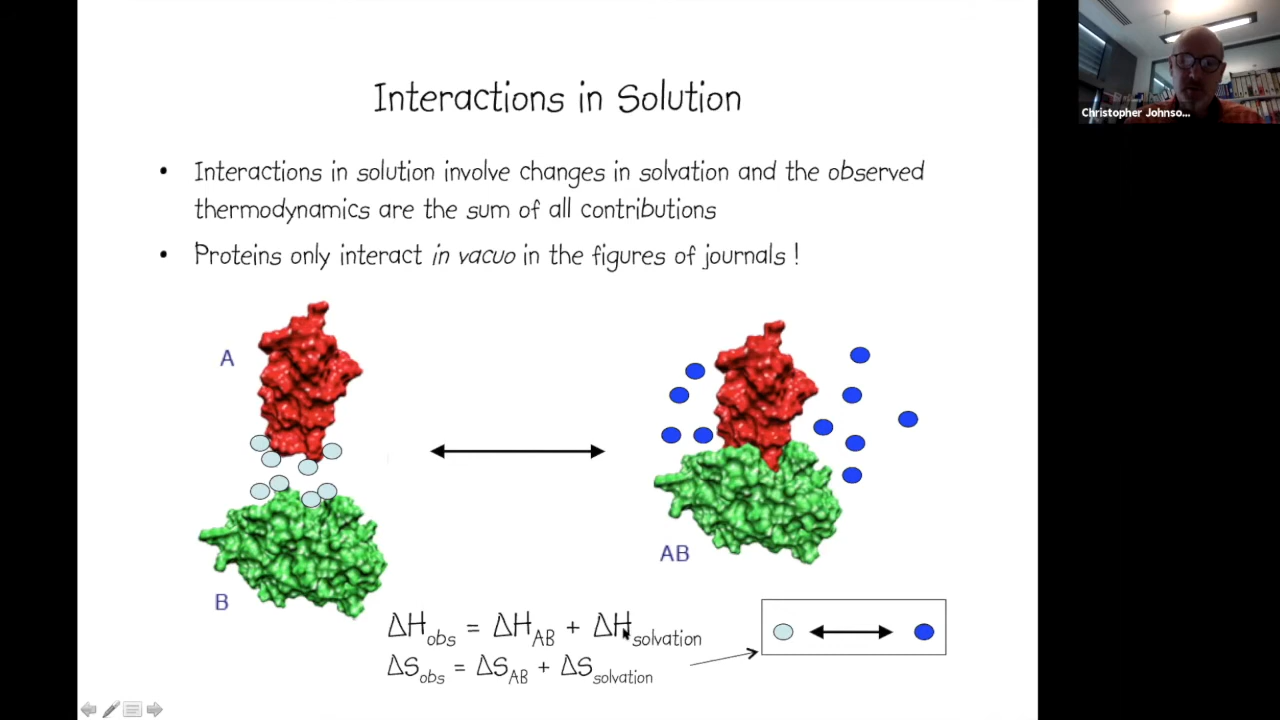 Interactions in Solution
Christopher Johnso...
• Interactions in solution involve changes in solvation and the observed
thermodynamics are the sum of all contributions
• Proteins only interact in vacuo in the figures of journals !
A
B
AB
ΔHobs = ΔHAB + ΔHsolvation
ΔSobs = ΔSAB + ΔSsolvation